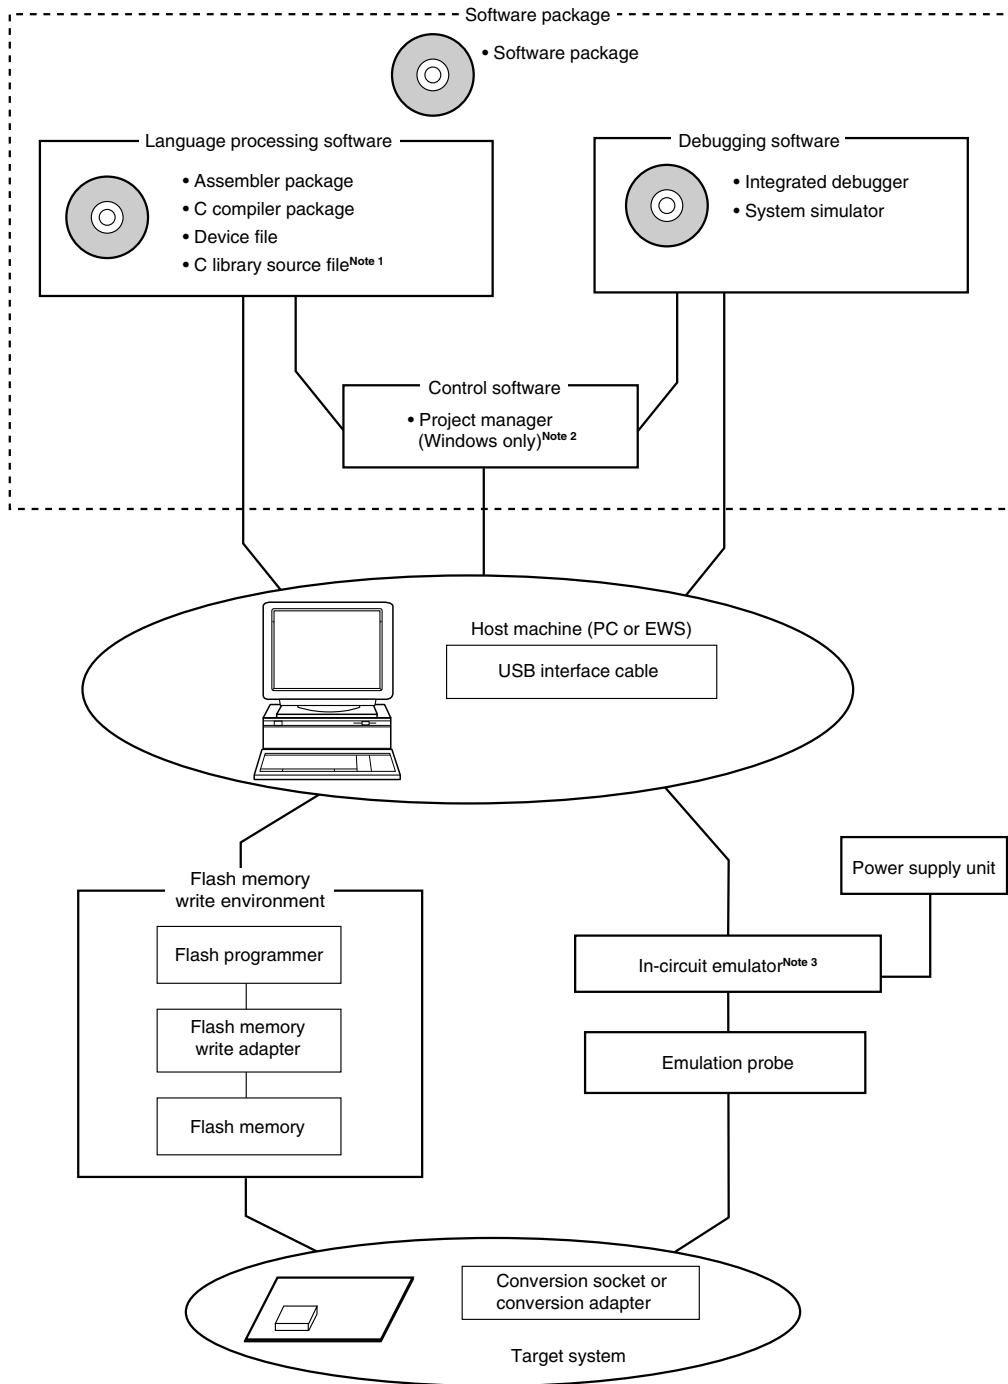 Software package
• Software package
Language processing software
• Assembler package
• C compiler package
• Device file
• C library source fileNote 1
Debugging software
• Integrated debugger
• System simulator
Control software
• Project manager
(Windows only)Note 2
Host machine (PC or EWS)
USB interface cable
Flash memory
write environment
Flash programmer
Flash memory
write adapter
Flash memory
Power supply unit
In-circuit emulatorNote 3
Emulation probe
Conversion socket or
conversion adapter
Target system